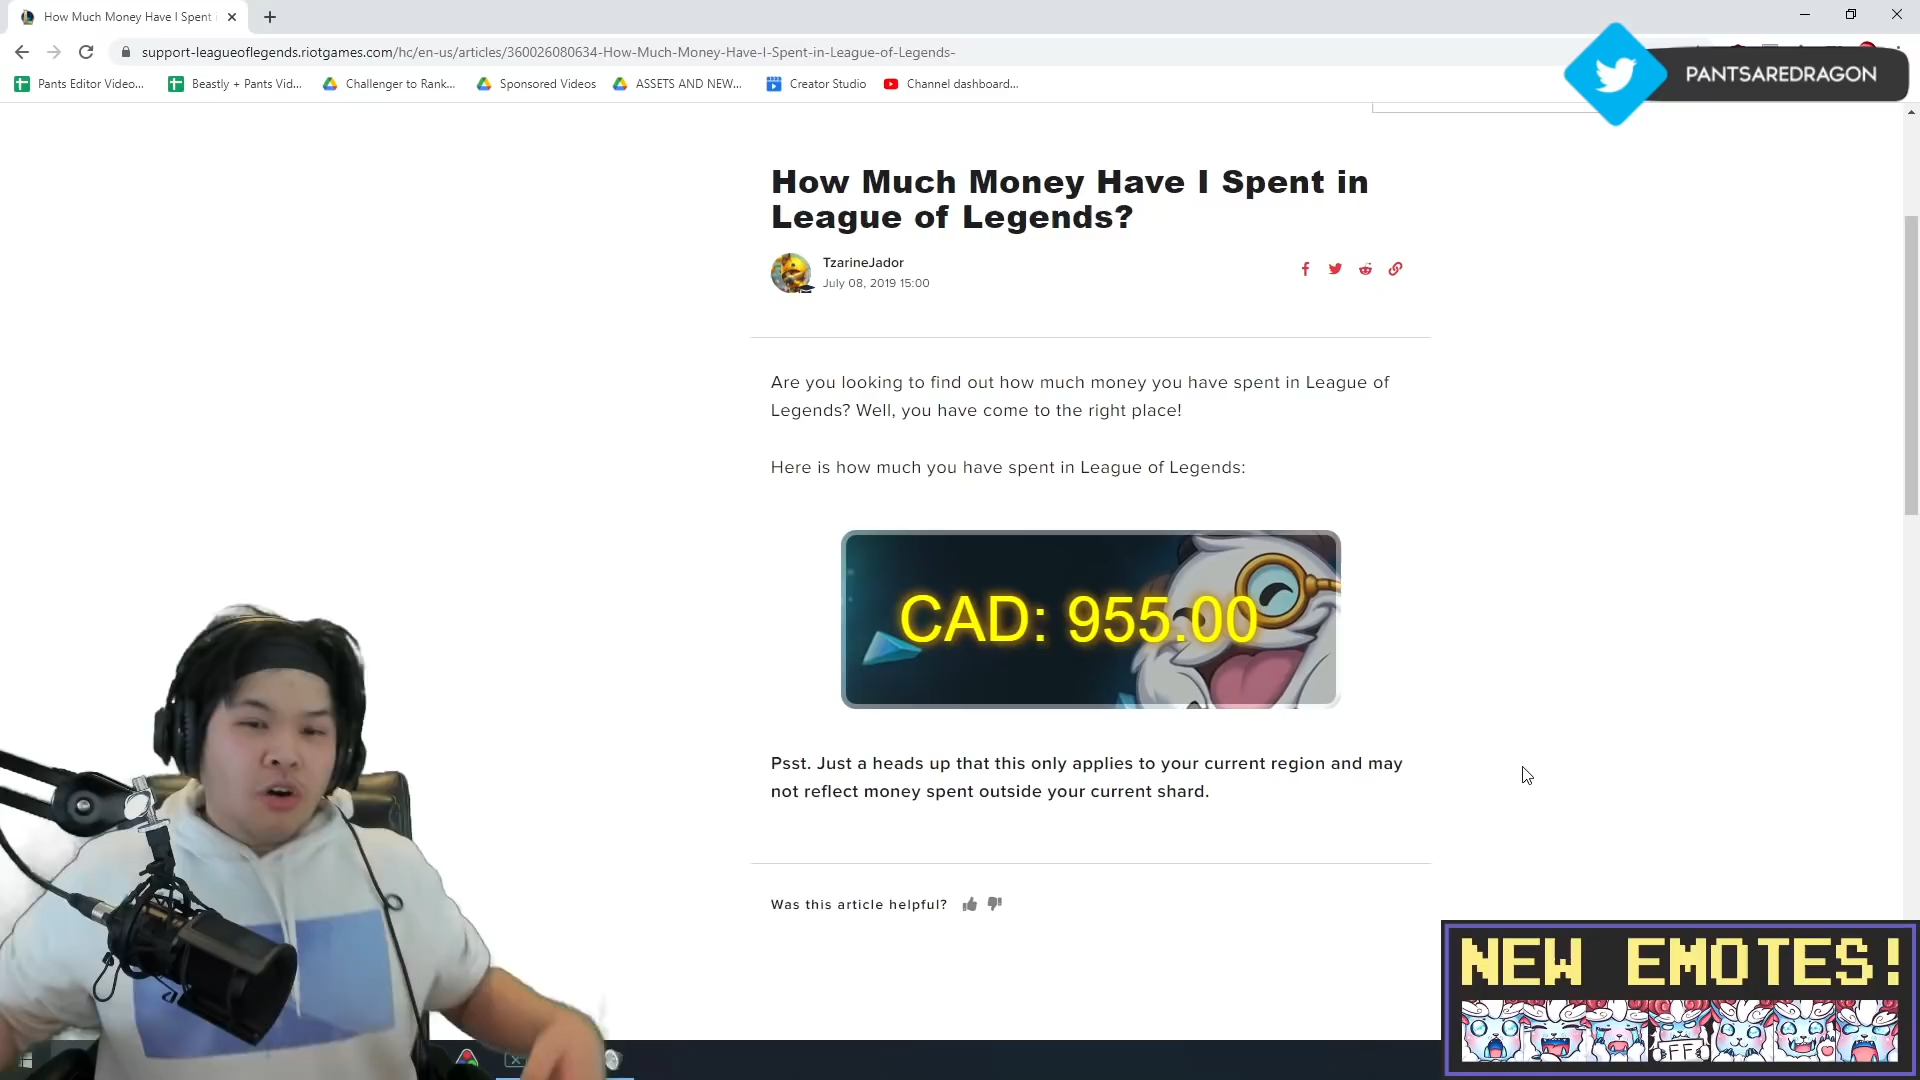 How Much Money Have I Spent i
support-leagueoflegends.riotgames.com/hc/en-us/articles/360026080634-How-Much-Money-Have-I-Spent-in-League-of-Legends-
Pants Editor Video... Beastly + Pants Vid... Challenger to Rank... Sponsored Videos ASSETS AND NEW... Creator Studio Channel dashboard...
PANTSAREDRAGON
How Much Money Have I Spent in
League of Legends?
TzarineJador
July 08, 2019 15:00
Are you looking to find out how much money you have spent in League of
Legends? Well, you have come to the right place!
Here is how much you have spent in League of Legends:
CAD: 955.00
Psst. Just a heads up that this only applies to your current region and may
not reflect money spent outside your current shard.
Was this article helpful?
NEW EMOTES!
FF